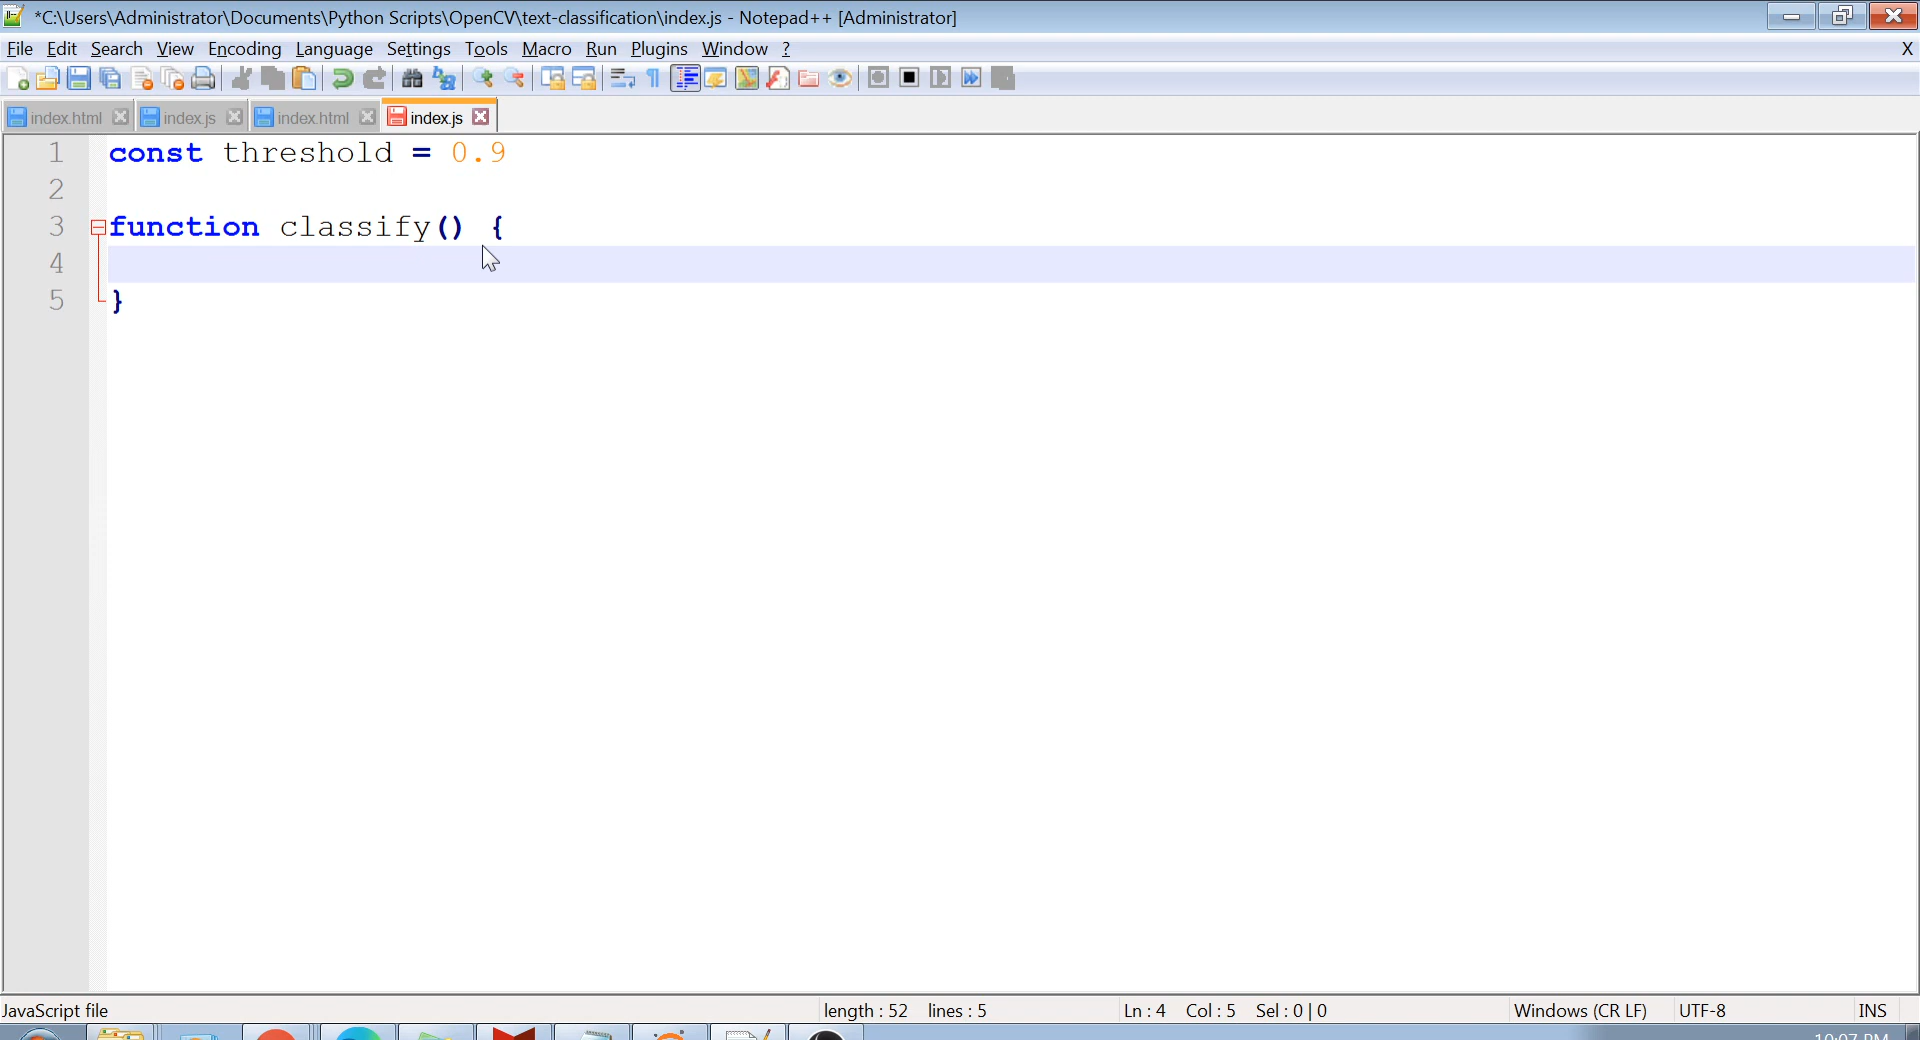 *C:\Users\Administrator\Documents\Python Scripts\OpenCV\text-classification\index.js - Notepad++ [Administrator]
File Edit Search View Encoding Language Settings Tools Macro Run Plugins Window ? X
index.html index.js index.html index.js
1 const threshold = 0.9
2
3 function classify() {
4
5 }
JavaScript file length : 52 lines : 5 Ln : 4 Col : 5 Sel : 0 | 0 Windows (CR LF) UTF-8 INS
10:07 PM